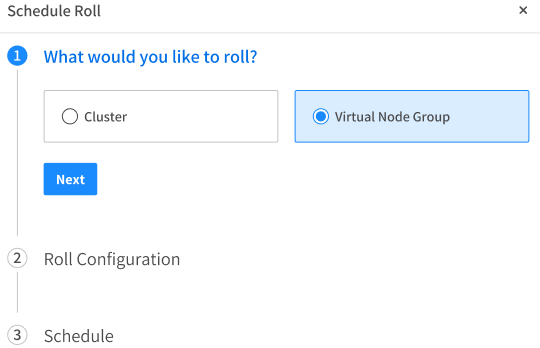 Schedule Roll ×
1 What would you like to roll?
Cluster Virtual Node Group
Next
2 Roll Configuration
3 Schedule